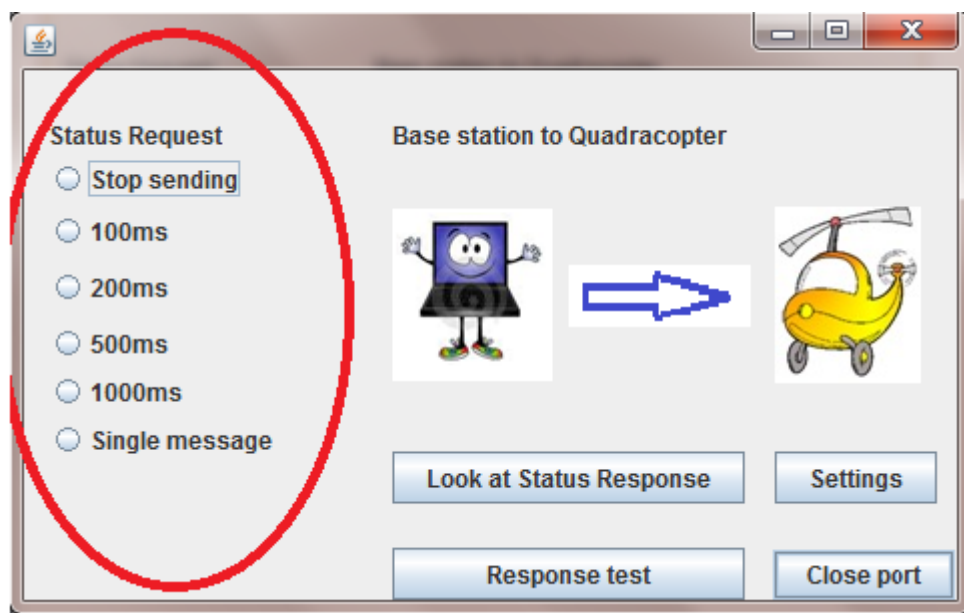 Status Request
Stop sending
100ms
200ms
500ms
1000ms
Single message
Base station to Quadracopter
Look at Status Response
Settings
Response test
Close port